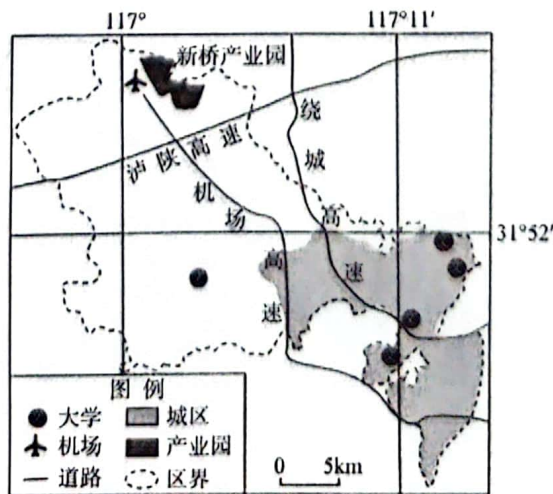 117°
117°11′
新桥产业园
沪陕高速
机场高速
绕城高速
31°52′
图例
大学
城区
机场
产业园
道路
区界
0 5km